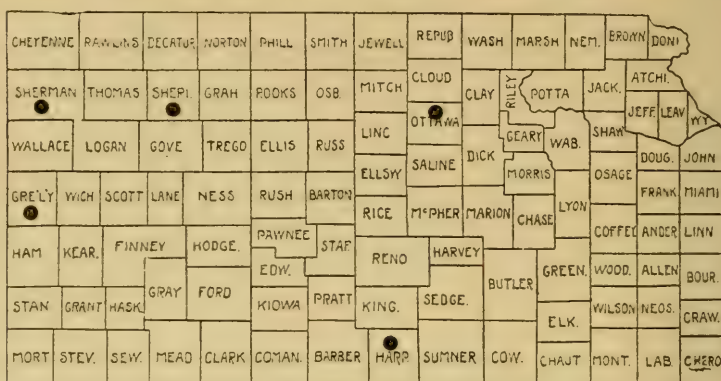 CHEYENNE RAWLINS DECATUR NORTON PHILL SMITH JEWELL REPUB WASH MARSH NEM. BROWN DONI
SHERMAN THOMAS SHERI. GRAH ROOKS OSB. MITCH CLOUD CLAY RILEY POTTA JACK. ATCHI.
JEFF. LEAV WY
WALLACE LOGAN GOVE TREGO ELLIS RUSS LINC OTTAWA DICK GEARY WAB. SHAW DOUG. JOHN
GRE'LY WICH SCOTT LANE NESS RUSH BARTON ELLSW SALINE MORRIS OSAGE FRANK MIAMI
RICE McPHER MARION CHASE LYON
HAM KEAR. FINNEY HODGE. PAWNEE STAF. RENO HARVEY COFFEY ANDER LINN
EDW. BUTLER GREEN. WOOD. ALLEN BOUR.
STAN GRANT HASK. GRAY FORD KIOWA PRATT KING. SEDGE. ELK. WILSON NEOS. CRAW.
MORT STEV. SEW. MEAD CLARK COMAN. BARBER HARP. SUMNER COW. CHAUT MONT. LAB. CHERO